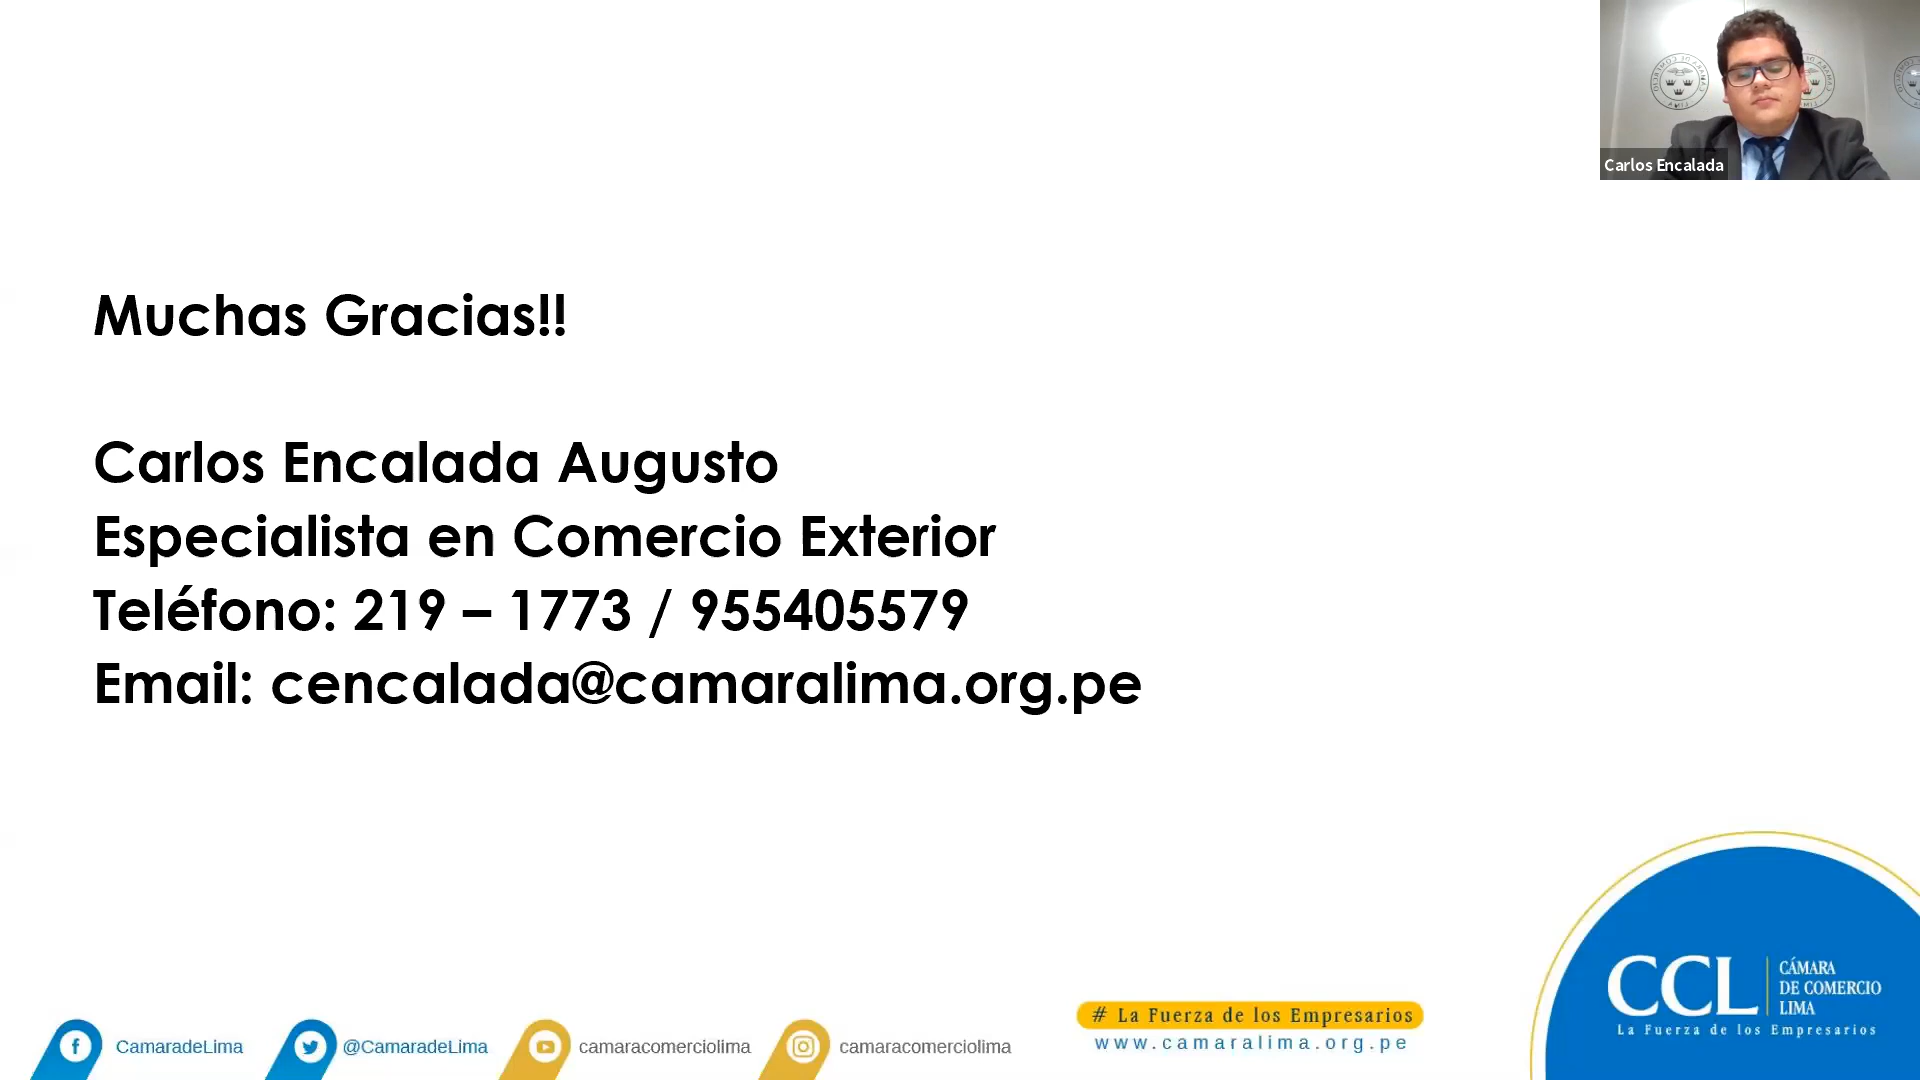 Carlos Encalada
Muchas Gracias!!
Carlos Encalada Augusto
Especialista en Comercio Exterior
Teléfono: 219 – 1773 / 955405579
Email: cencalada@camaralima.org.pe
CamaradeLima
@CamaradeLima
camaracomerciolima
camaracomerciolima
# La Fuerza de los Empresarios
www.camaralima.org.pe
CCL
CÁMARA
DE COMERCIO
LIMA
La Fuerza de los Empresarios